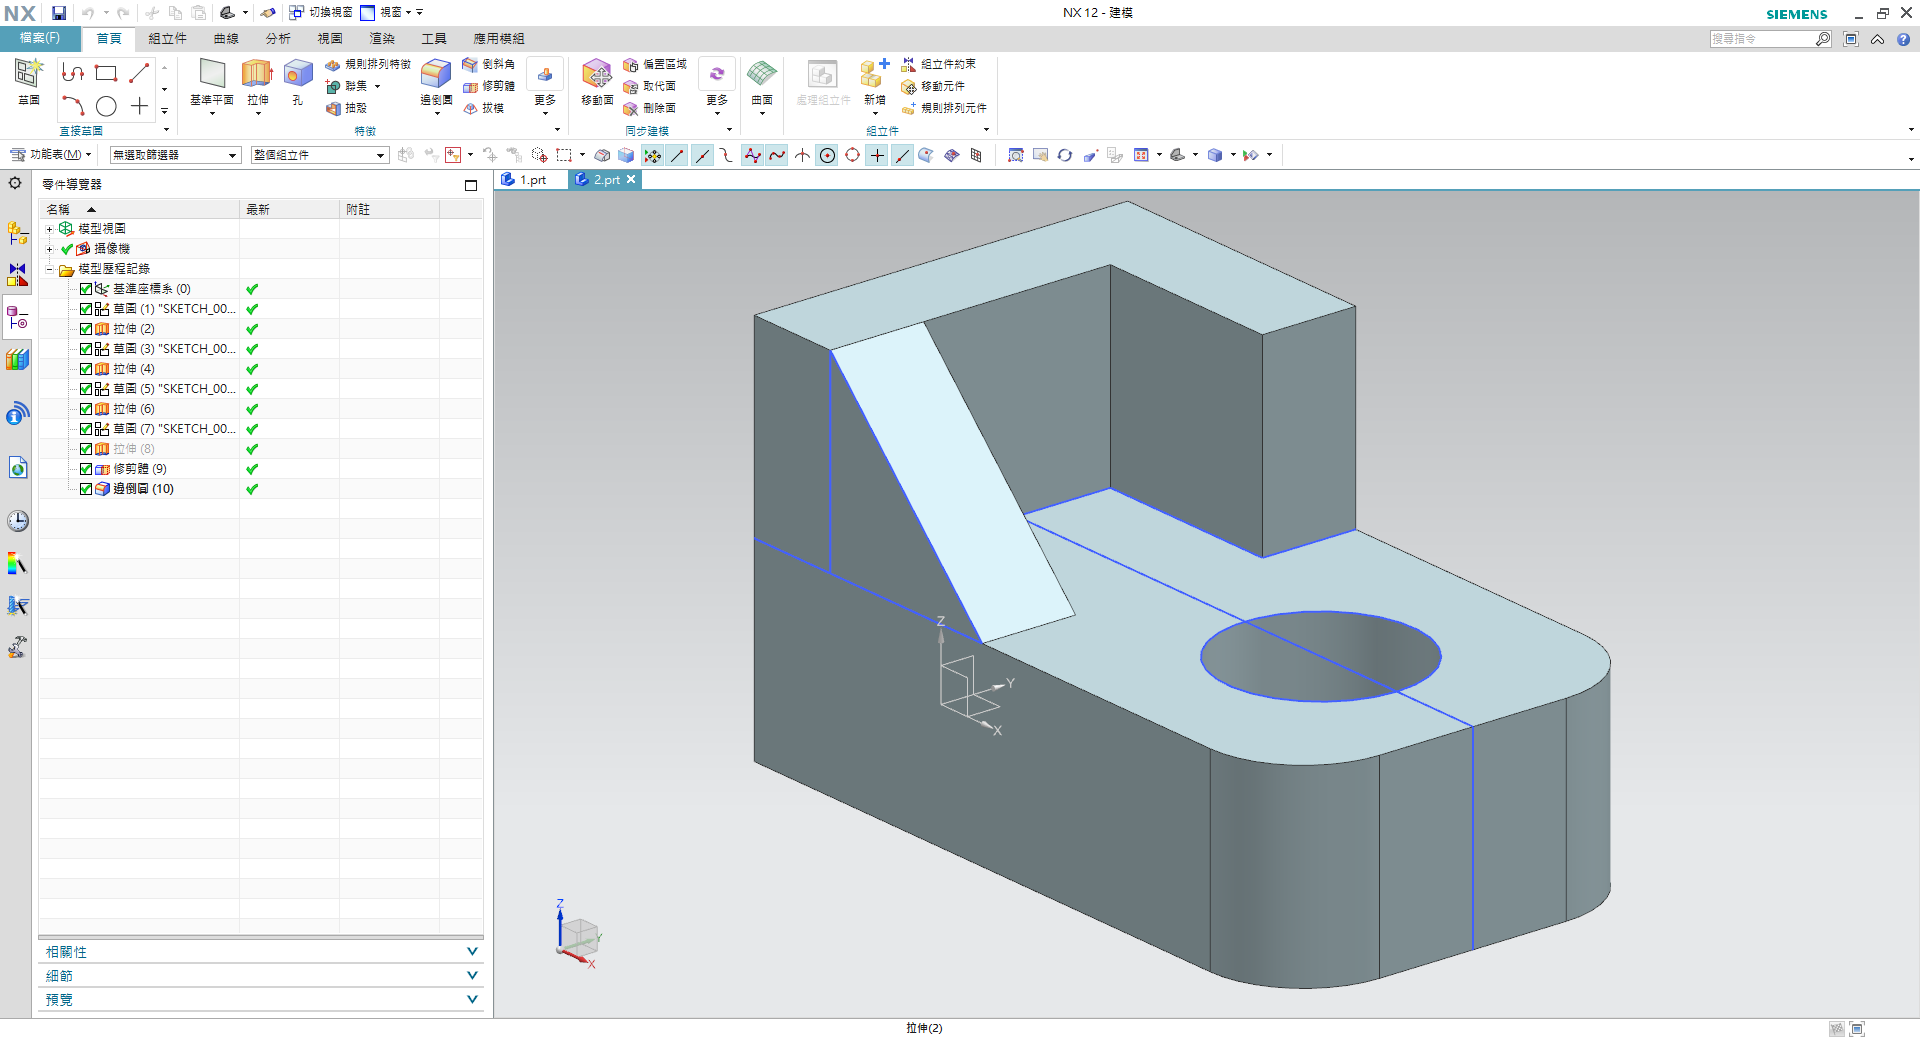 NX
切換視窗 視窗
NX 12 - 建模
SIEMENS
檔案(F) 首頁 組立件 曲線 分析 視圖 渲染 工具 應用模組
搜尋指令
草圖
直接草圖
基準平面 拉伸 孔
規則排列特徵
聯集
抽殼
邊倒圓
倒斜角
修剪體
拔模
更多
特徵
移動面
偏置區域
取代面
刪除面
更多
同步建模
曲面
處理組立件
新增
組立件約束
移動元件
規則排列元件
組立件
功能表(M) 無選取篩選器 整個組立件
零件導覽器
1.prt 2.prt
名稱 最新 附註
模型視圖
攝像機
模型歷程記錄
基準座標系 (0)
草圖 (1) "SKETCH_00...
拉伸 (2)
草圖 (3) "SKETCH_00...
拉伸 (4)
草圖 (5) "SKETCH_00...
拉伸 (6)
草圖 (7) "SKETCH_00...
拉伸 (8)
修剪體 (9)
邊倒圓 (10)
Z
Y
X
Z
Y
X
相關性
細節
預覽
拉伸(2)